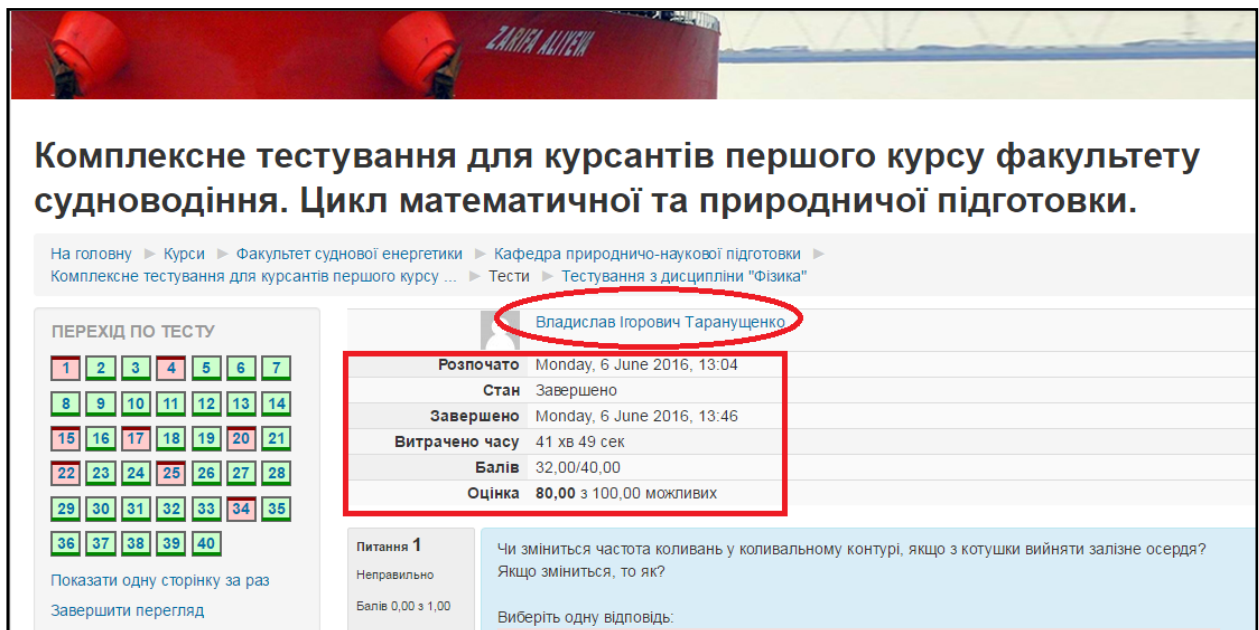 ZARIFA ALIYEVA
Комплексне тестування для курсантів першого курсу факультету
судноводіння. Цикл математичної та природничої підготовки.
На головну ► Курси ► Факультет суднової енергетики ► Кафедра природничо-наукової підготовки ►
Комплексне тестування для курсантів першого курсу ... ► Тести ► Тестування з дисципліни "Фізика"
ПЕРЕХІД ПО ТЕСТУ
1 2 3 4 5 6 7
8 9 10 11 12 13 14
15 16 17 18 19 20 21
22 23 24 25 26 27 28
29 30 31 32 33 34 35
36 37 38 39 40
Показати одну сторінку за раз
Завершити перегляд
Владислав Ігорович Таранущенко
Розпочато Monday, 6 June 2016, 13:04
Стан Завершено
Завершено Monday, 6 June 2016, 13:46
Витрачено часу 41 хв 49 сек
Балів 32,00/40,00
Оцінка 80,00 з 100,00 можливих
Питання 1
Неправильно
Балів 0,00 з 1,00
Чи зміниться частота коливань у коливальному контурі, якщо з котушки вийняти залізне осердя?
Якщо зміниться, то як?
Виберіть одну відповідь: